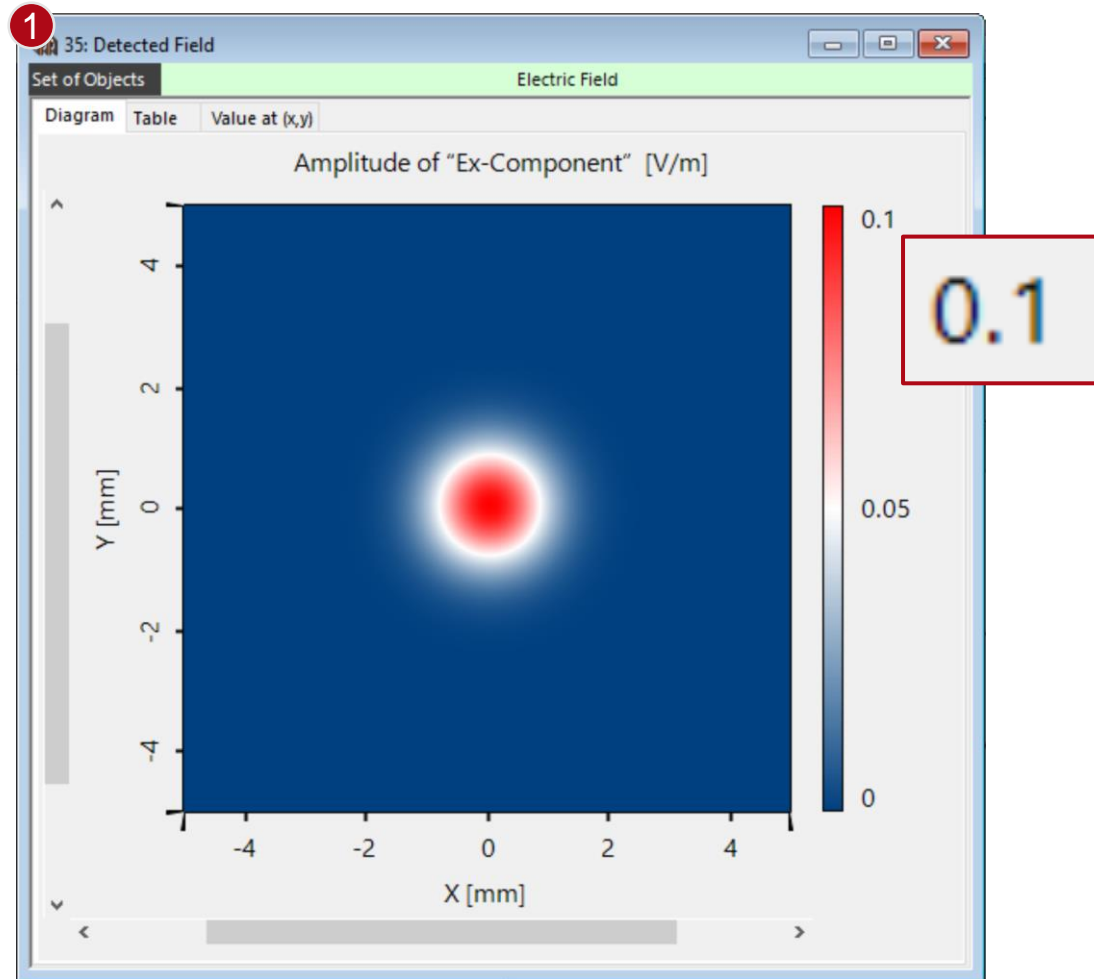 1
35: Detected Field
Set of Objects Electric Field
Diagram Table Value at (x,y)
Amplitude of "Ex-Component" [V/m]
0.1
0.1
4
2
Y [mm]
0
0.05
-2
-4
0
-4 -2 0 2 4
X [mm]